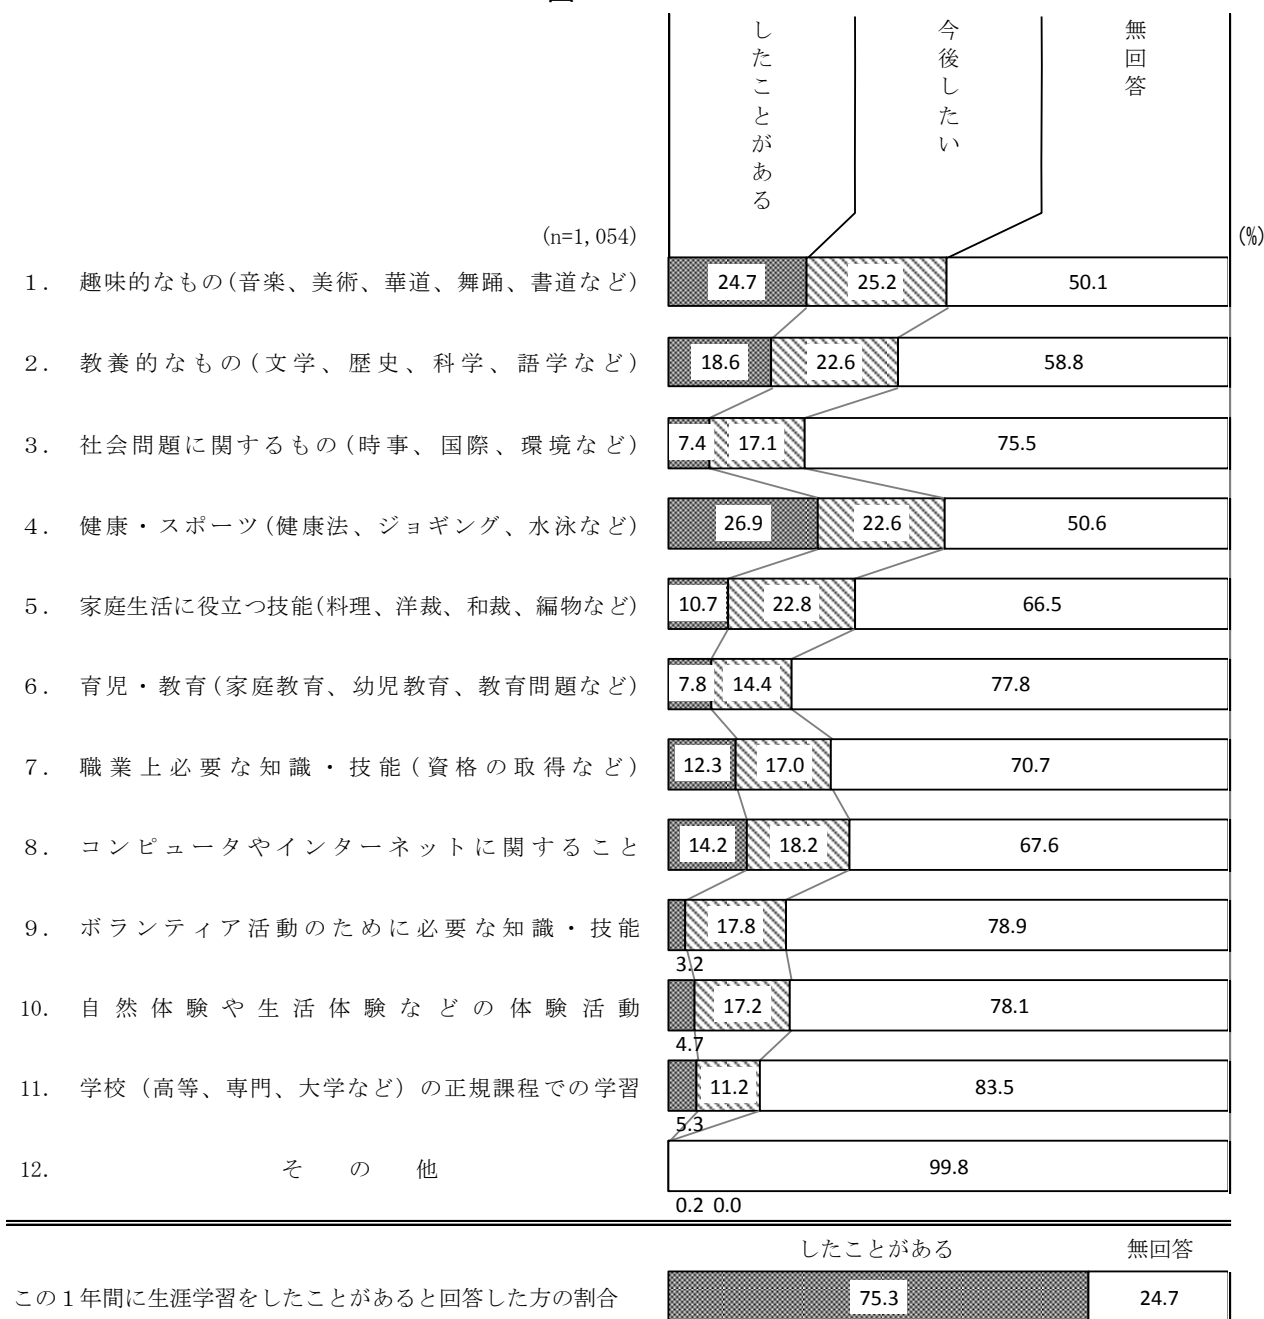 したことがある
今後したい
無回答
(n=1,054)
(%)
1. 趣味的なもの(音楽、美術、華道、舞踊、書道など) 24.7 25.2 50.1
2. 教養的なもの(文学、歴史、科学、語学など) 18.6 22.6 58.8
3. 社会問題に関するもの(時事、国際、環境など) 7.4 17.1 75.5
4. 健康・スポーツ(健康法、ジョギング、水泳など) 26.9 22.6 50.6
5. 家庭生活に役立つ技能(料理、洋裁、和裁、編物など) 10.7 22.8 66.5
6. 育児・教育(家庭教育、幼児教育、教育問題など) 7.8 14.4 77.8
7. 職業上必要な知識・技能(資格の取得など) 12.3 17.0 70.7
8. コンピュータやインターネットに関すること 14.2 18.2 67.6
9. ボランティア活動のために必要な知識・技能 17.8 78.9
3.2
10. 自然体験や生活体験などの体験活動 17.2 78.1
4.7
11. 学校(高等、専門、大学など)の正規課程での学習 11.2 83.5
5.3
12. その他 99.8
0.2 0.0
したことがある 無回答
この1年間に生涯学習をしたことがあると回答した方の割合 75.3 24.7